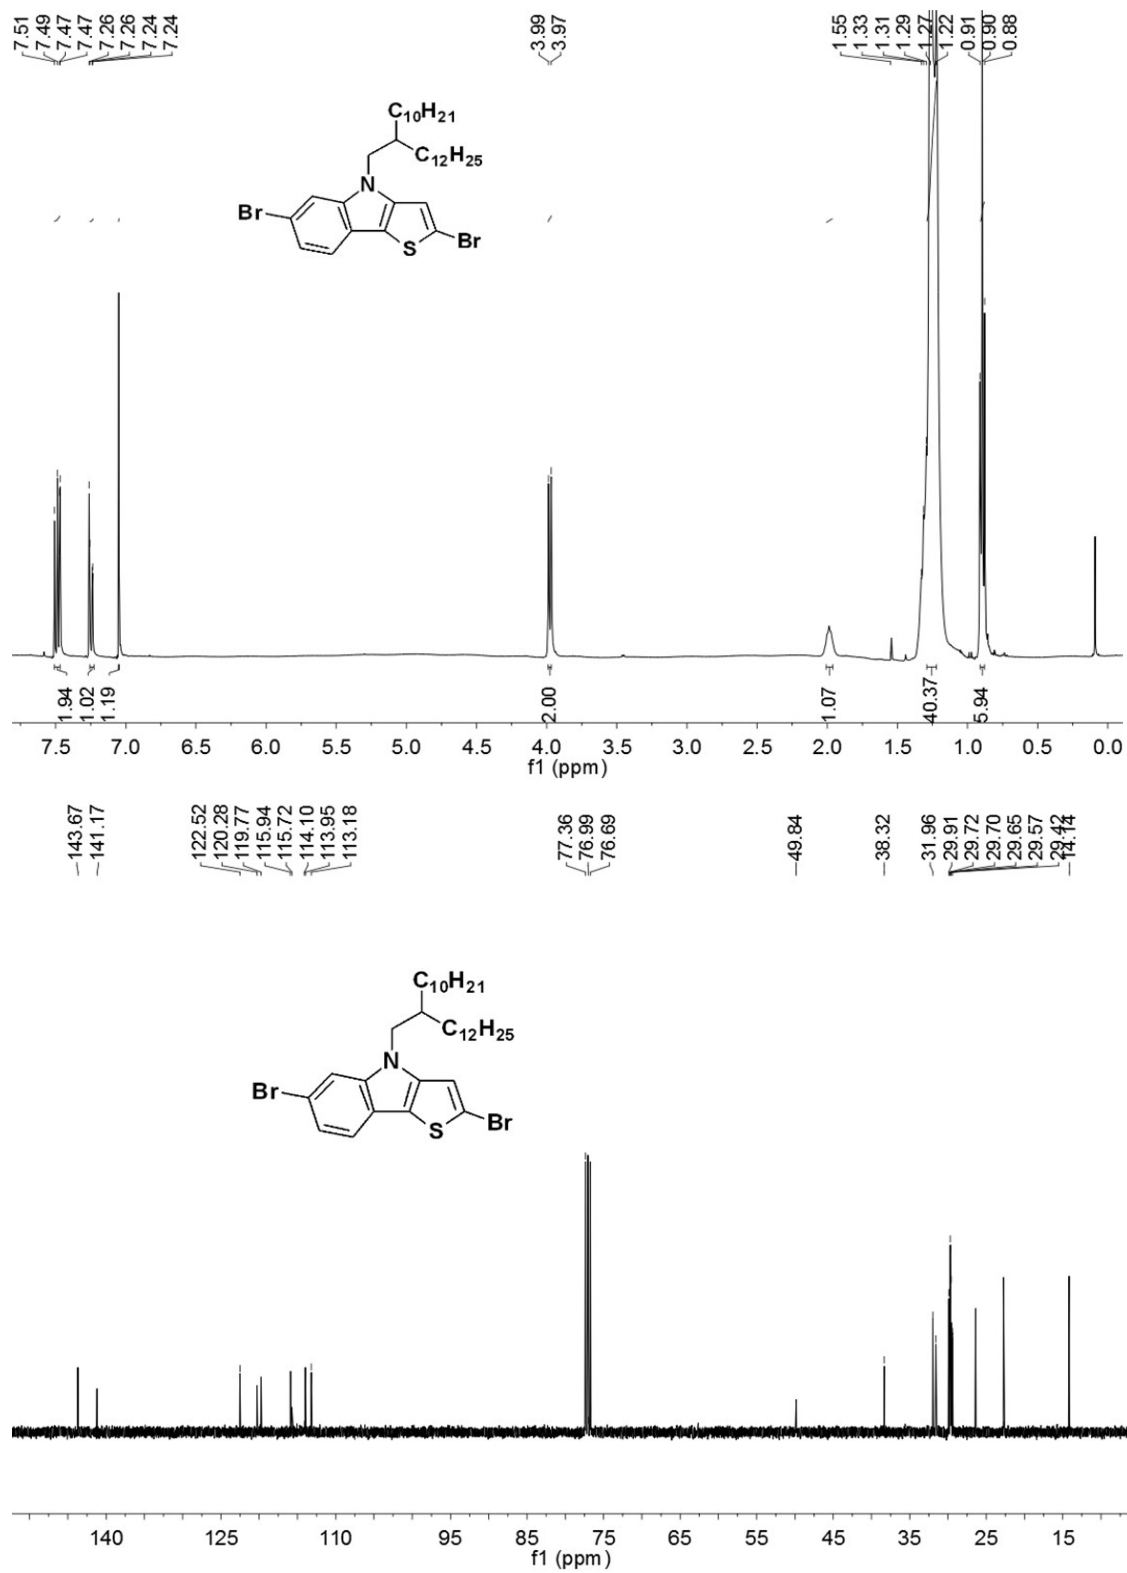 7.51 7.49 7.47 7.47 7.26 7.26 7.24 7.24 3.99 3.97 1.55 1.33 1.31 1.29 1.27 1.22 0.91 0.90 0.88
C10H21
C12H25
N
Br
S
Br
1.94 1.02 1.19 2.00 1.07 40.37 5.94
7.5 7.0 6.5 6.0 5.5 5.0 4.5 4.0 3.5 3.0 2.5 2.0 1.5 1.0 0.5 0.0
f1 (ppm)
143.67 141.17 122.52 120.28 119.77 115.94 115.72 114.10 113.95 113.18 77.36 76.99 76.69 49.84 38.32 31.96 29.91 29.72 29.70 29.65 29.57 29.42 14.14
C10H21
C12H25
N
Br
S
Br
140 125 110 95 85 75 65 55 45 35 25 15
f1 (ppm)